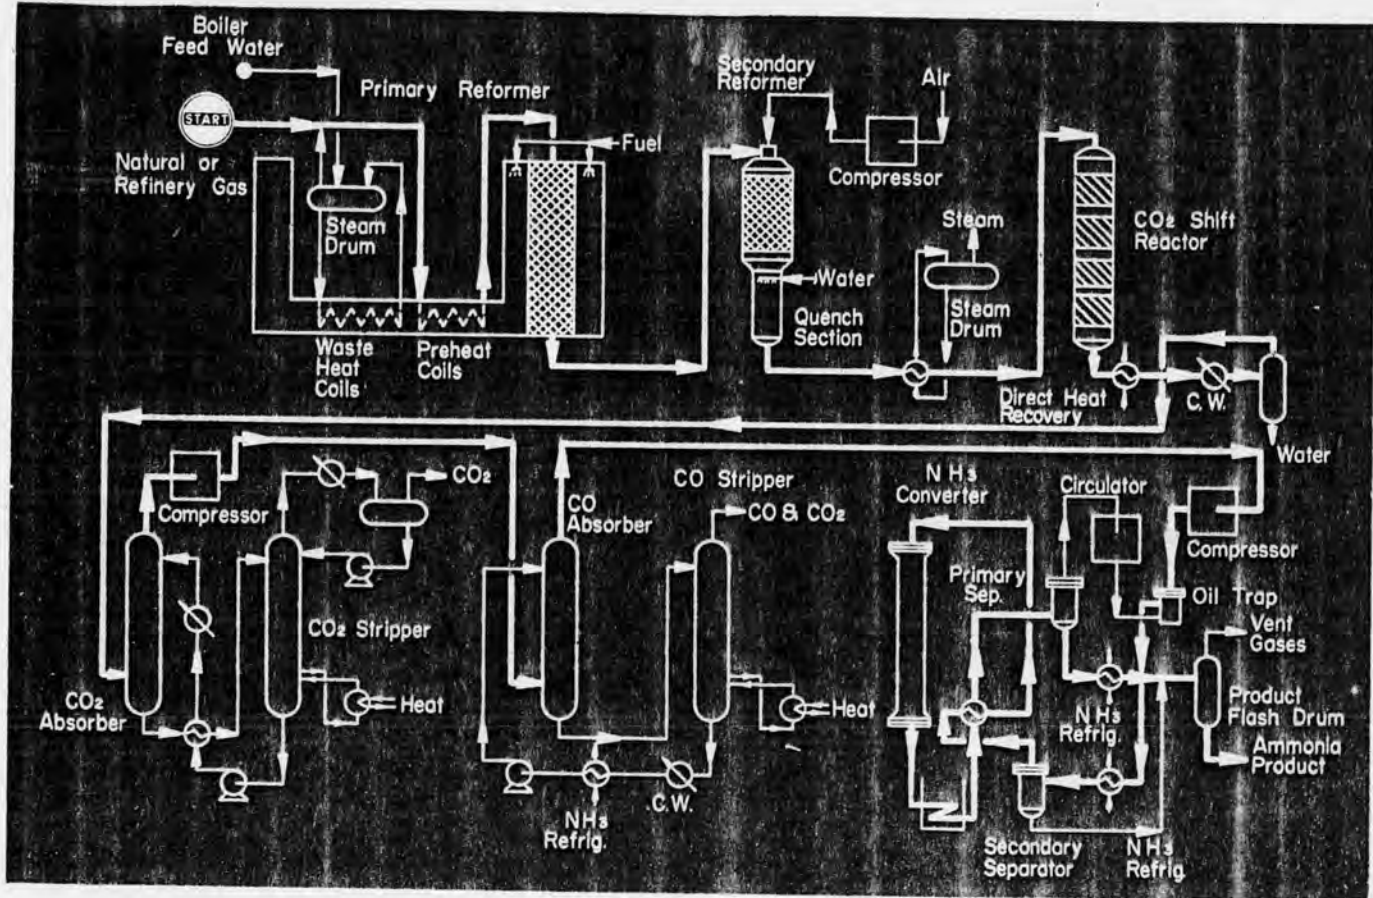 Boiler
Feed Water
START
Natural or
Refinery Gas
Primary Reformer
Fuel
Steam
Drum
Waste
Heat
Coils
Preheat
Coils
Secondary
Reformer
Air
Compressor
Water
Quench
Section
Steam
Steam
Drum
Direct Heat
Recovery
CO2 Shift
Reactor
C.W.
Water
Compressor
CO2
CO2 Stripper
CO2
Absorber
Heat
CO
Absorber
CO Stripper
CO & CO2
Heat
NH3
Refrig.
C.W.
NH3
Converter
Circulator
Compressor
Primary
Sep.
Oil Trap
Vent
Gases
Product
Flash Drum
NH3
Refrig.
Ammonia
Product
Secondary
Separator
NH3
Refrig.